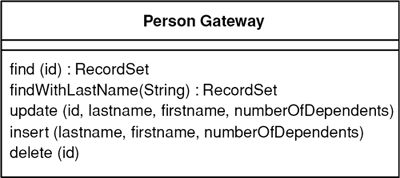 Person Gateway
find (id) : RecordSet
findWithLastName(String) : RecordSet
update (id, lastname, firstname, numberOfDependents)
insert (lastname, firstname, numberOfDependents)
delete (id)